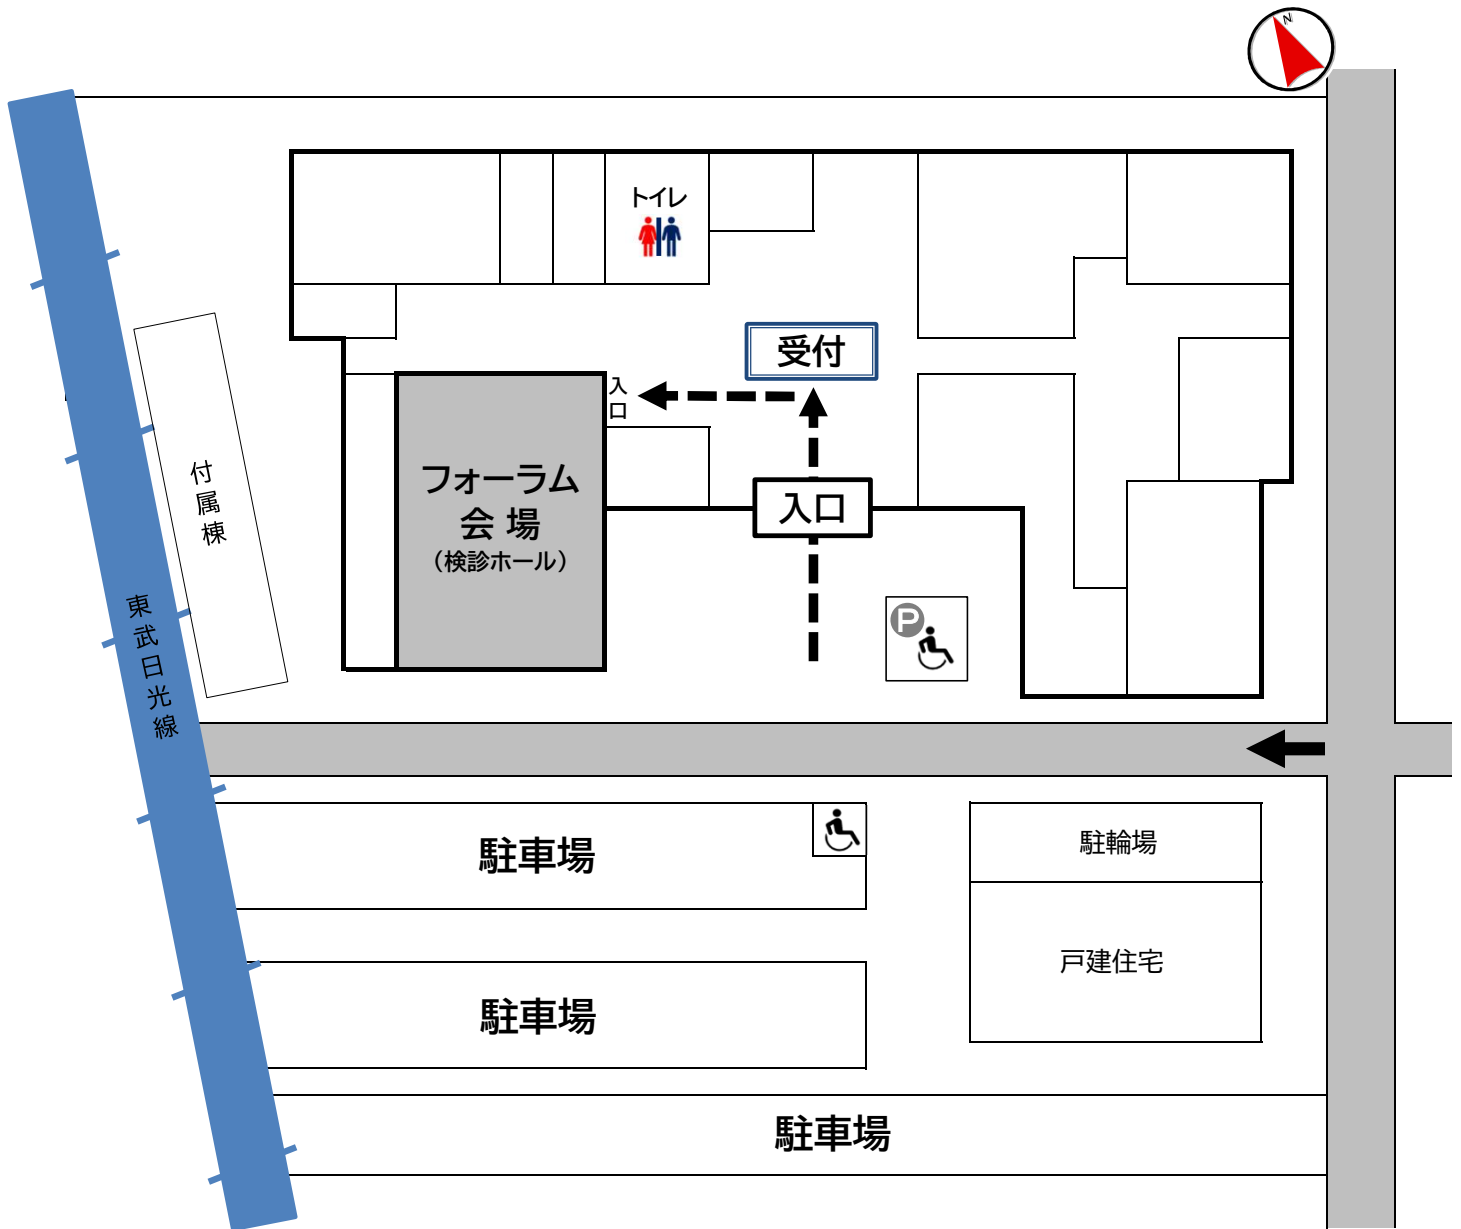 N
トイレ
受付
入口
フォーラム
会 場
（検診ホール）
入口
付属棟
東武日光線
P
駐車場
駐輪場
戸建住宅
駐車場
駐車場